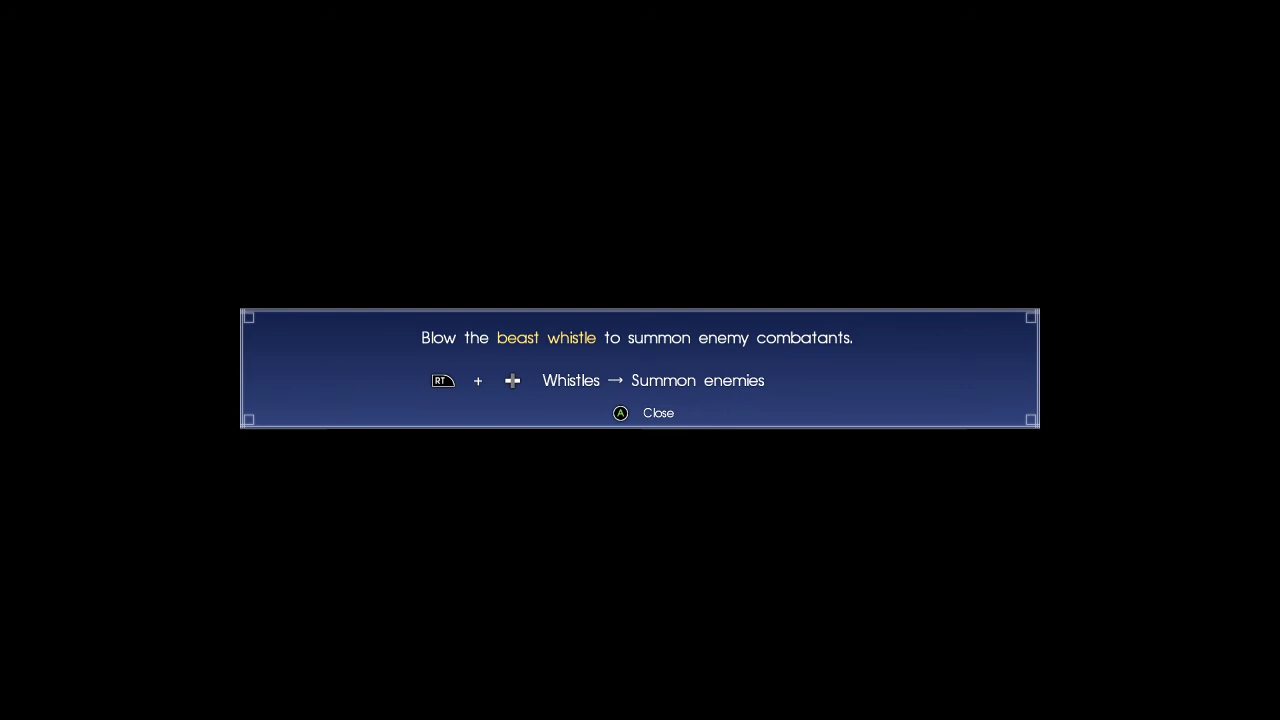 Blow the beast whistle to summon enemy combatants.
RT + Whistles → Summon enemies
A Close